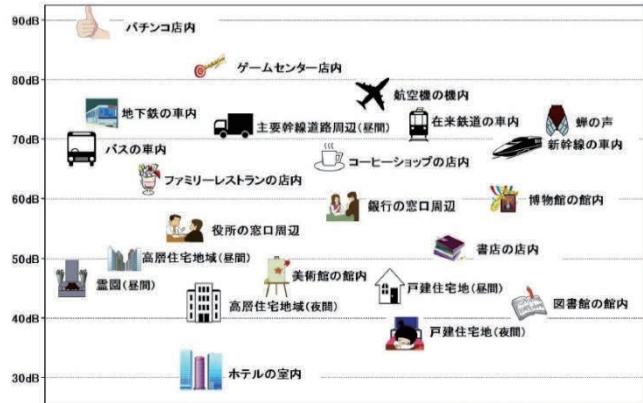 90dB
パチンコ店内
ゲームセンター店内
80dB
航空機の機内
地下鉄の車内
主要幹線道路周辺(昼間)
在来鉄道の車内
蝉の声
70dB
バスの車内
コーヒーショップの店内
新幹線の車内
ファミリーレストランの店内
60dB
銀行の窓口周辺
博物館の館内
役所の窓口周辺
50dB
高層住宅地域(昼間)
書店の店内
霊園(昼間)
美術館の館内
戸建住宅地(昼間)
40dB
高層住宅地域(夜間)
図書館の館内
戸建住宅地(夜間)
30dB
ホテルの室内